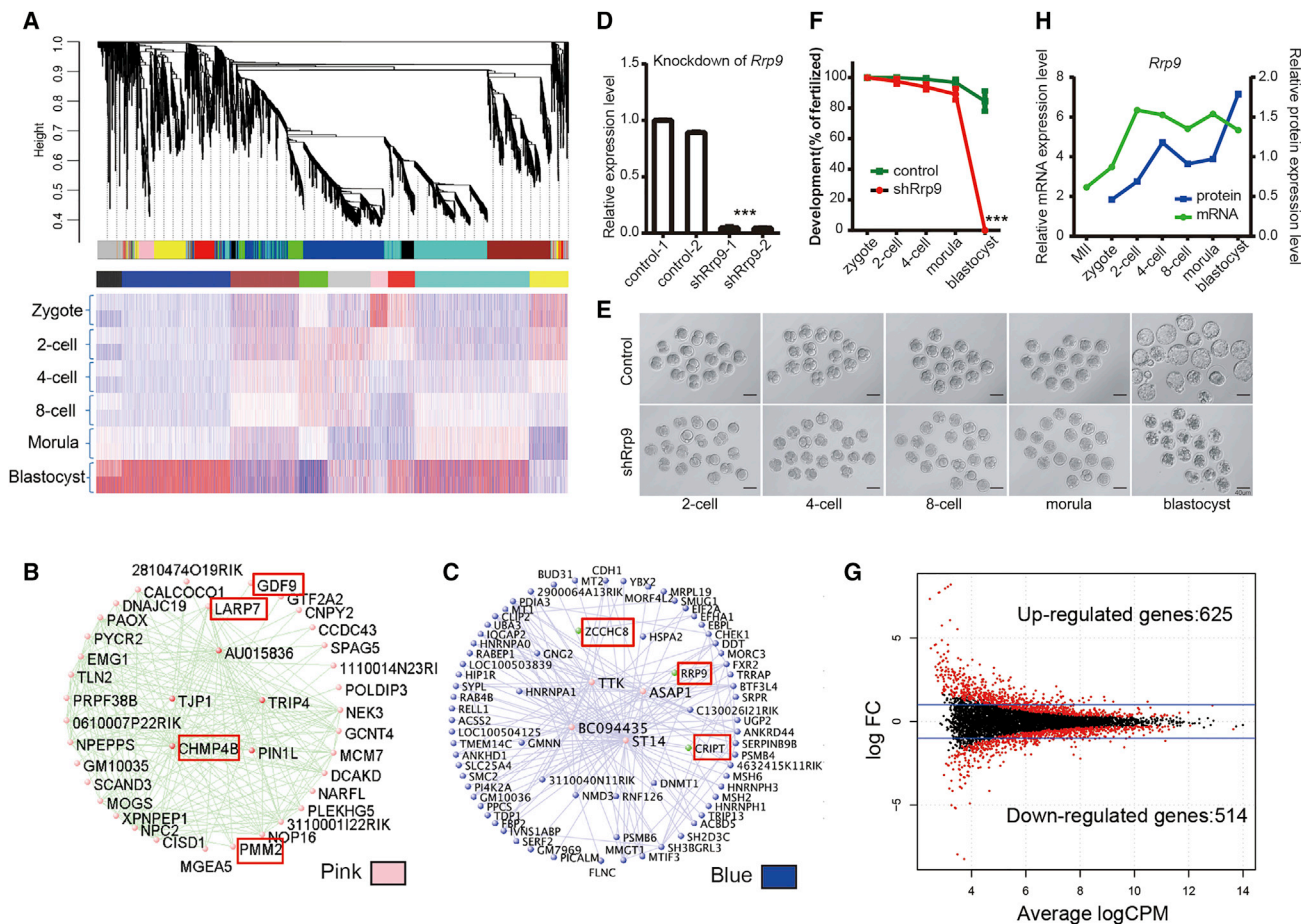 A
Height
1.0
0.9
0.8
0.7
0.6
0.5
0.4
Zygote
2-cell
4-cell
8-cell
Morula
Blastocyst
D
Knockdown of Rrp9
Relative expression level
1.5
1.0
0.5
0.0
***
control-1
control-2
shRrp9-1
shRrp9-2
F
Development(% of fertilized)
100
80
60
40
20
0
control
shRrp9
***
zygote
2-cell
4-cell
morula
blastcyst
H
Rrp9
Relative mRNA expression level
8
6
4
2
0
Relative protein expression level
2.0
1.5
1.0
0.5
0.0
protein
mRNA
MII
zygote
2-cell
4-cell
8-cell
morula
blastocyst
E
Control
shRrp9
40um
2-cell
4-cell
8-cell
morula
blastocyst
B
2810474O19RIK
GDF9
CALCOCO1
GTF2A2
DNAJC19
LARP7
CNPY2
PAOX
CCDC43
PYCR2
SPAG5
EMG1
AU015836
1110014N23RI
TLN2
POLDIP3
PRPF38B
TJP1
TRIP4
NEK3
0610007P22RIK
GCNT4
NPEPPS
CHMP4B
PIN1L
MCM7
GM10035
DCAKD
SCAND3
NARFL
MOGS
PLEKHG5
XPNPEP1
3110001I22RIK
NPC2
NOP16
CISD1
PMM2
MGEA5
Pink
C
CDH1
BUD31
MT2
YBX2
2900064A13RIK
MORF4L2
MRPL19
PDIA3
SMUG1
MT1
EIF2A
CLIP2
EFHA1
UBA3
ZCCHC8
HSPA2
EBPL
IQGAP2
CHEK1
HNRNPA0
GNG2
DDT
RABEP1
MORC3
LOC100503839
RRP9
FXR2
HIP1R
TTK
TRRAP
SYPL
HNRNPA1
ASAP1
BTF3L4
RAB4B
SRPR
RELL1
C130026I21RIK
ACSS2
UGP2
LOC100504125
BC094435
ANKRD44
TMEM14C
GMNN
ST14
CRIPT
SERPINB9B
ANKHD1
PSMB4
SLC25A4
4632415K11RIK
SMC2
3110040N11RIK
DNMT1
MSH6
PI4K2A
HNRNPH3
GM10036
NMD3
RNF126
MSH2
PPCS
HNRNPH1
TDP1
TRIP13
FBP2
ACBD5
IVNS1ABP
PSMB6
SH2D3C
SERF2
MMGT1
SH3BGRL3
GM7969
MTIF3
PICALM
FLNC
Blue
G
log FC
5
0
-5
Up-regulated genes:625
Down-regulated genes:514
4
6
8
10
12
14
Average logCPM